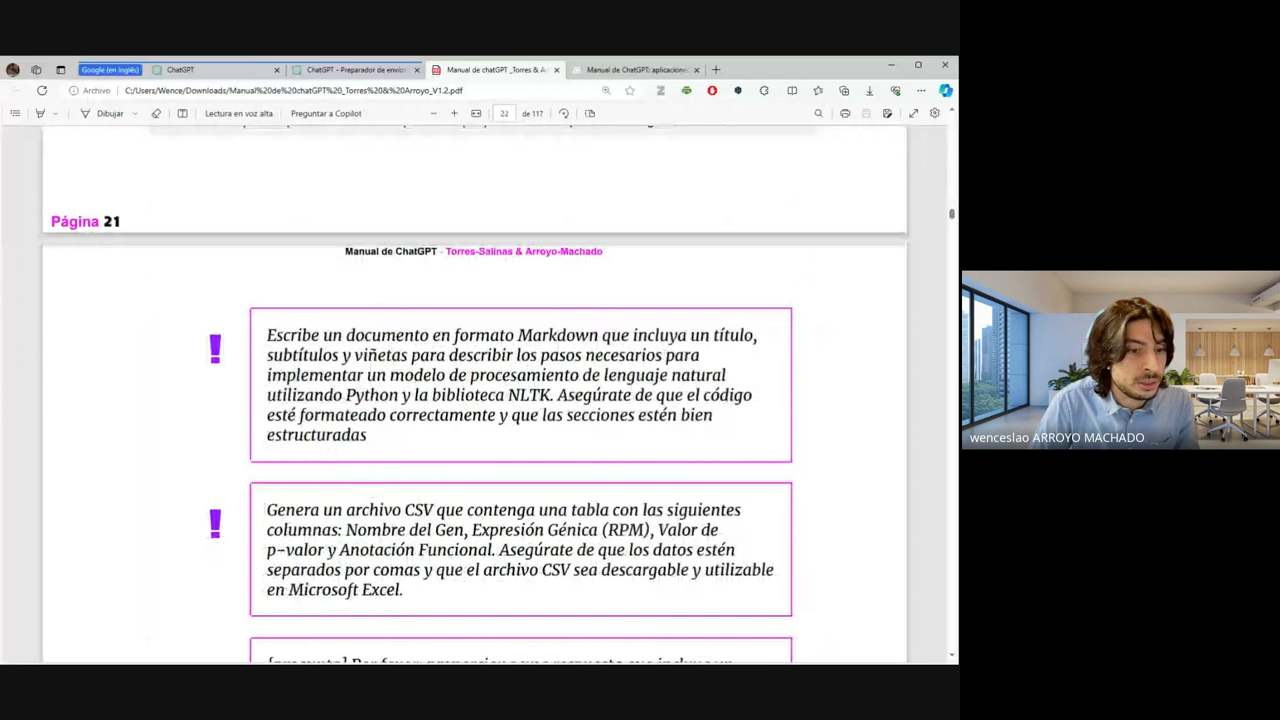 Google (en Inglés)
ChatGPT
ChatGPT - Preparador de envío
Manual de chatGPT _Torres & A
Manual de ChatGPT: aplicacione
Archivo
C:/Users/Wence/Downloads/Manual%20de%20chatGPT%20_Torres%20&%20Arroyo_V1.2.pdf
Dibujar
Lectura en voz alta
Preguntar a Copilot
22
de 117
Página 21
Manual de ChatGPT - Torres-Salinas & Arroyo-Machado
! Escribe un documento en formato Markdown que incluya un título,
subtítulos y viñetas para describir los pasos necesarios para
implementar un modelo de procesamiento de lenguaje natural
utilizando Python y la biblioteca NLTK. Asegúrate de que el código
esté formateado correctamente y que las secciones estén bien
estructuradas
! Genera un archivo CSV que contenga una tabla con las siguientes
columnas: Nombre del Gen, Expresión Génica (RPM), Valor de
p-valor y Anotación Funcional. Asegúrate de que los datos estén
separados por comas y que el archivo CSV sea descargable y utilizable
en Microsoft Excel.
wenceslao ARROYO MACHADO